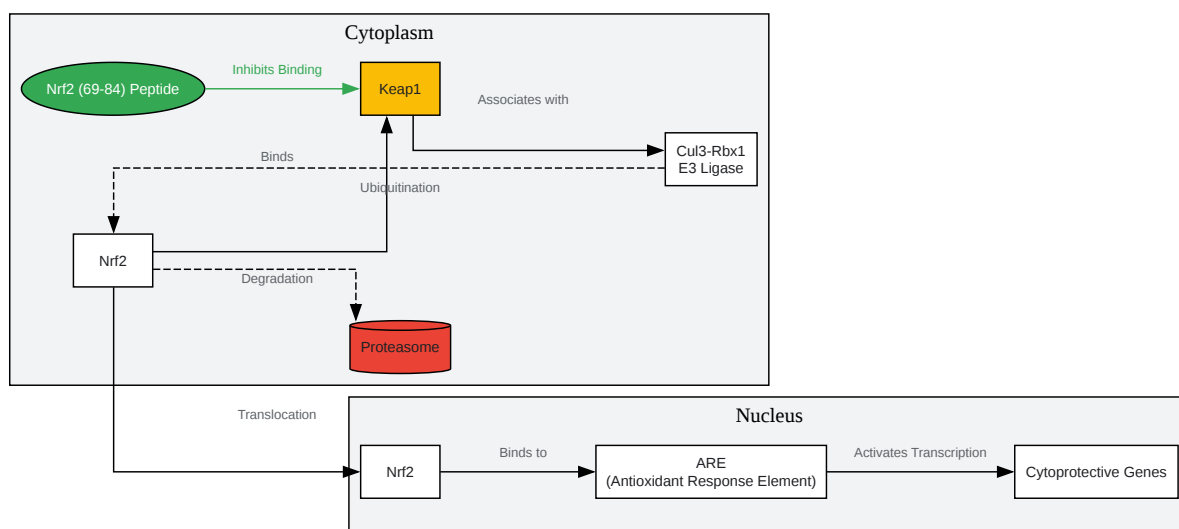 Cytoplasm
Nrf2 (69-84) Peptide
Inhibits Binding
Keap1
Associates with
Cul3-Rbx1
E3 Ligase
Binds
Ubiquitination
Nrf2
Degradation
Proteasome
Translocation
Nucleus
Nrf2
Binds to
ARE
(Antioxidant Response Element)
Activates Transcription
Cytoprotective Genes